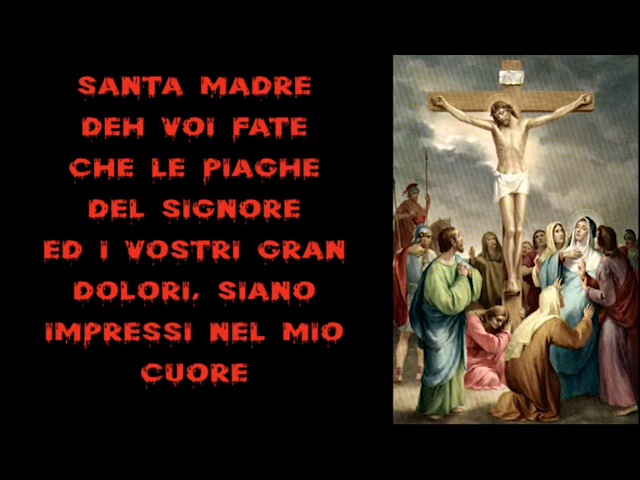 SANTA MADRE
DEH VOI FATE
CHE LE PIAGHE
DEL SIGNORE
ED I VOSTRI GRAN
DOLORI, SIANO
IMPRESSI NEL MIO
CUORE